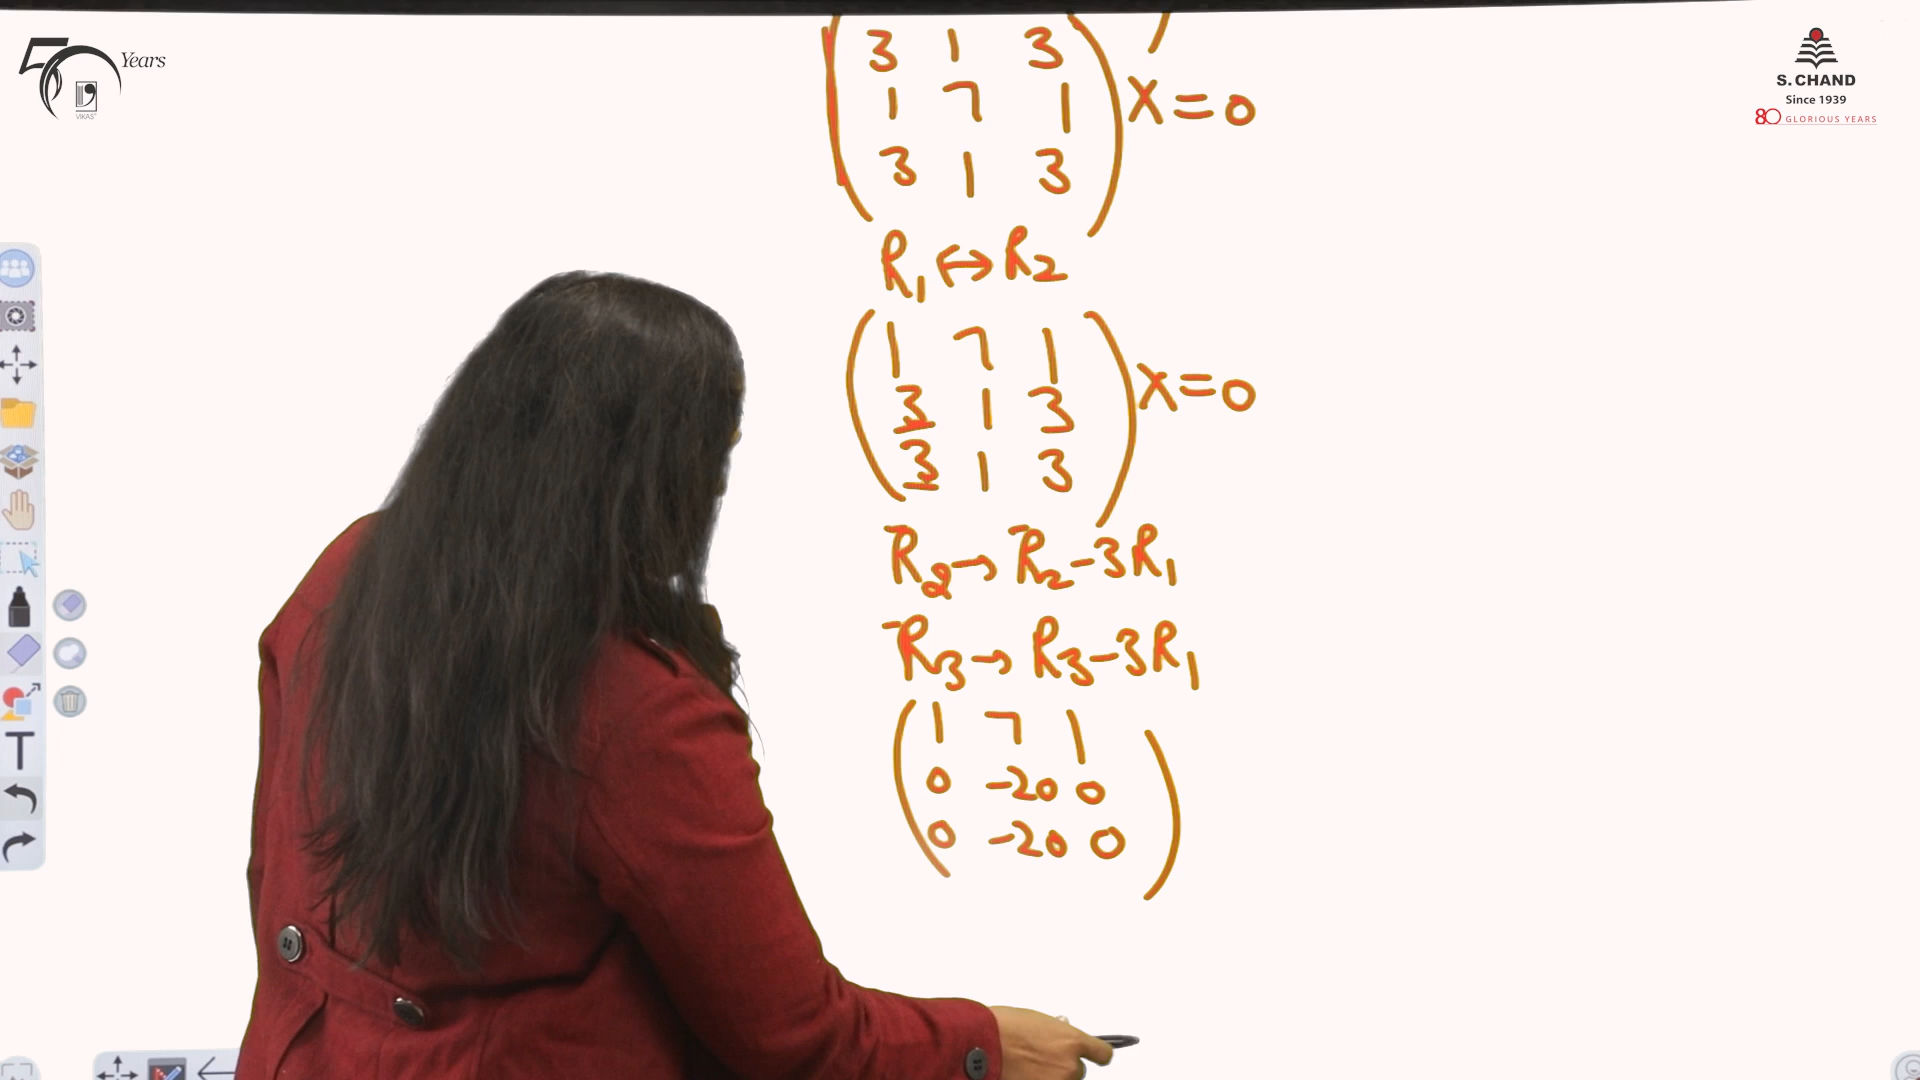 50 Years
VIKAS
S. CHAND
Since 1939
80 GLORIOUS YEARS
3 1 3
1 7 1 X = 0
3 1 3
R1 ↔ R2
1 7 1
3 1 3 X = 0
3 1 3
R2 → R2 - 3R1
R3 → R3 - 3R1
1 7 1
0 -20 0
0 -20 0
T